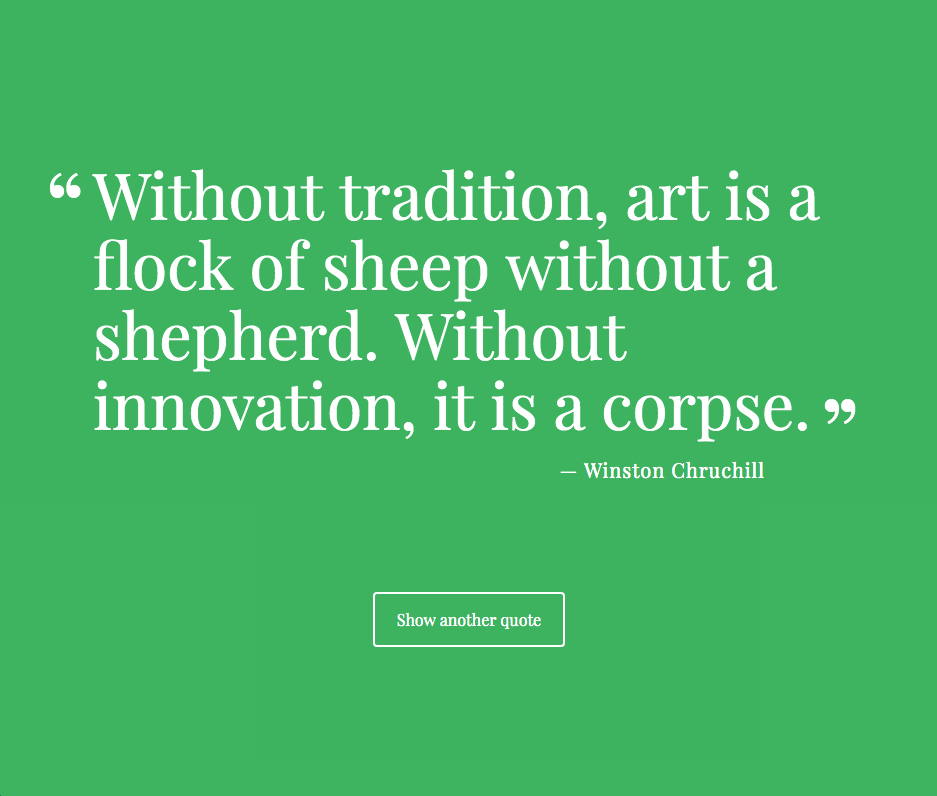 “ Without tradition, art is a
flock of sheep without a
shepherd. Without
innovation, it is a corpse. ”
— Winston Chruchill
Show another quote